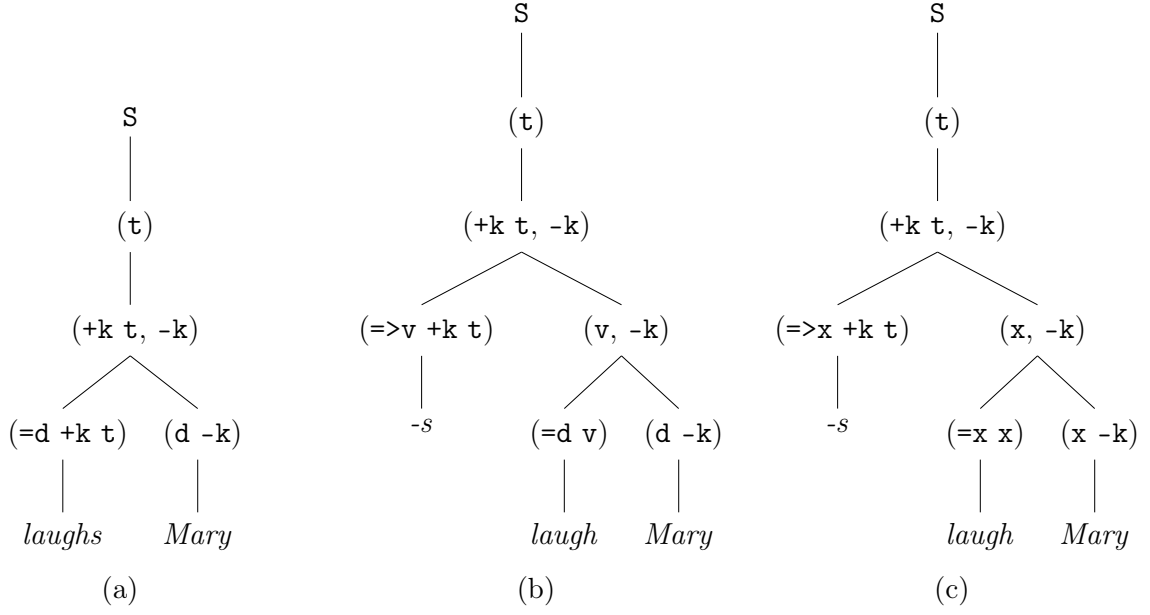 S S
S (t) (t)
(t) (+k t, -k) (+k t, -k)
(+k t, -k) (=>v +k t) (v, -k) (=>x +k t) (x, -k)
(=d +k t) (d -k) -s (=d v) (d -k) -s (=x x) (x -k)
laughs Mary laugh Mary laugh Mary
(a) (b) (c)